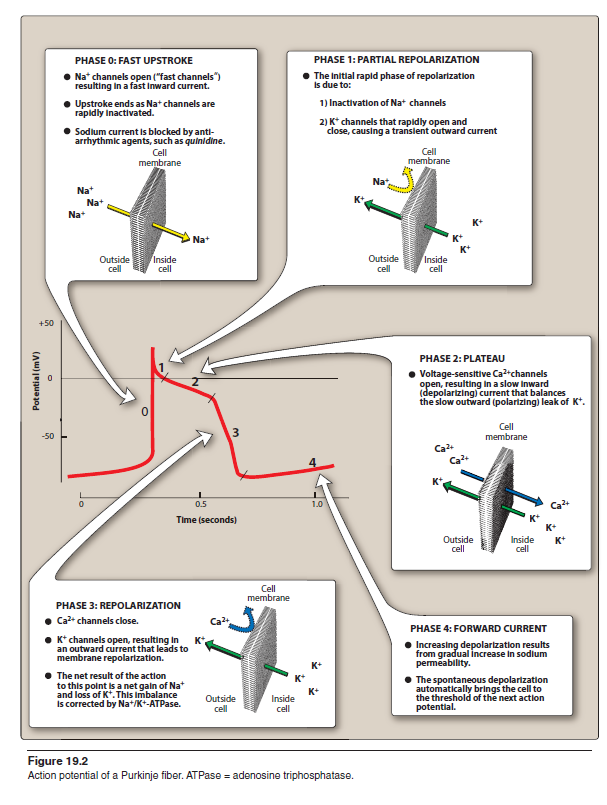 PHASE 0: FAST UPSTROKE
● Na⁺ channels open ("fast channels")
resulting in a fast inward current.
● Upstroke ends as Na⁺ channels are
rapidly inactivated.
● Sodium current is blocked by anti-
arrhythmic agents, such as quinidine.
Cell
membrane
Na⁺
Na⁺
Na⁺
Na⁺
Outside
cell
Inside
cell
PHASE 1: PARTIAL REPOLARIZATION
● The initial rapid phase of repolarization
is due to:
1) Inactivation of Na⁺ channels
2) K⁺ channels that rapidly open and
close, causing a transient outward current
Cell
membrane
Na⁺
K⁺
K⁺
K⁺
K⁺
Outside
cell
Inside
cell
+50
0
-50
Potential (mV)
0
1
2
3
4
0
0.5
1.0
Time (seconds)
PHASE 2: PLATEAU
● Voltage-sensitive Ca²⁺channels
open, resulting in a slow inward
(depolarizing) current that balances
the slow outward (polarizing) leak of K⁺.
Cell
membrane
Ca²⁺
Ca²⁺
K⁺
Ca²⁺
K⁺
K⁺
K⁺
Outside
cell
Inside
cell
PHASE 3: REPOLARIZATION
● Ca²⁺ channels close.
● K⁺ channels open, resulting in
an outward current that leads to
membrane repolarization.
● The net result of the action
to this point is a net gain of Na⁺
and loss of K⁺. This imbalance
is corrected by Na⁺/K⁺-ATPase.
Cell
membrane
Ca²⁺
K⁺
K⁺
K⁺
K⁺
Outside
cell
Inside
cell
PHASE 4: FORWARD CURRENT
● Increasing depolarization results
from gradual increase in sodium
permeability.
● The spontaneous depolarization
automatically brings the cell to
the threshold of the next action
potential.
Figure 19.2
Action potential of a Purkinje fiber. ATPase = adenosine triphosphatase.